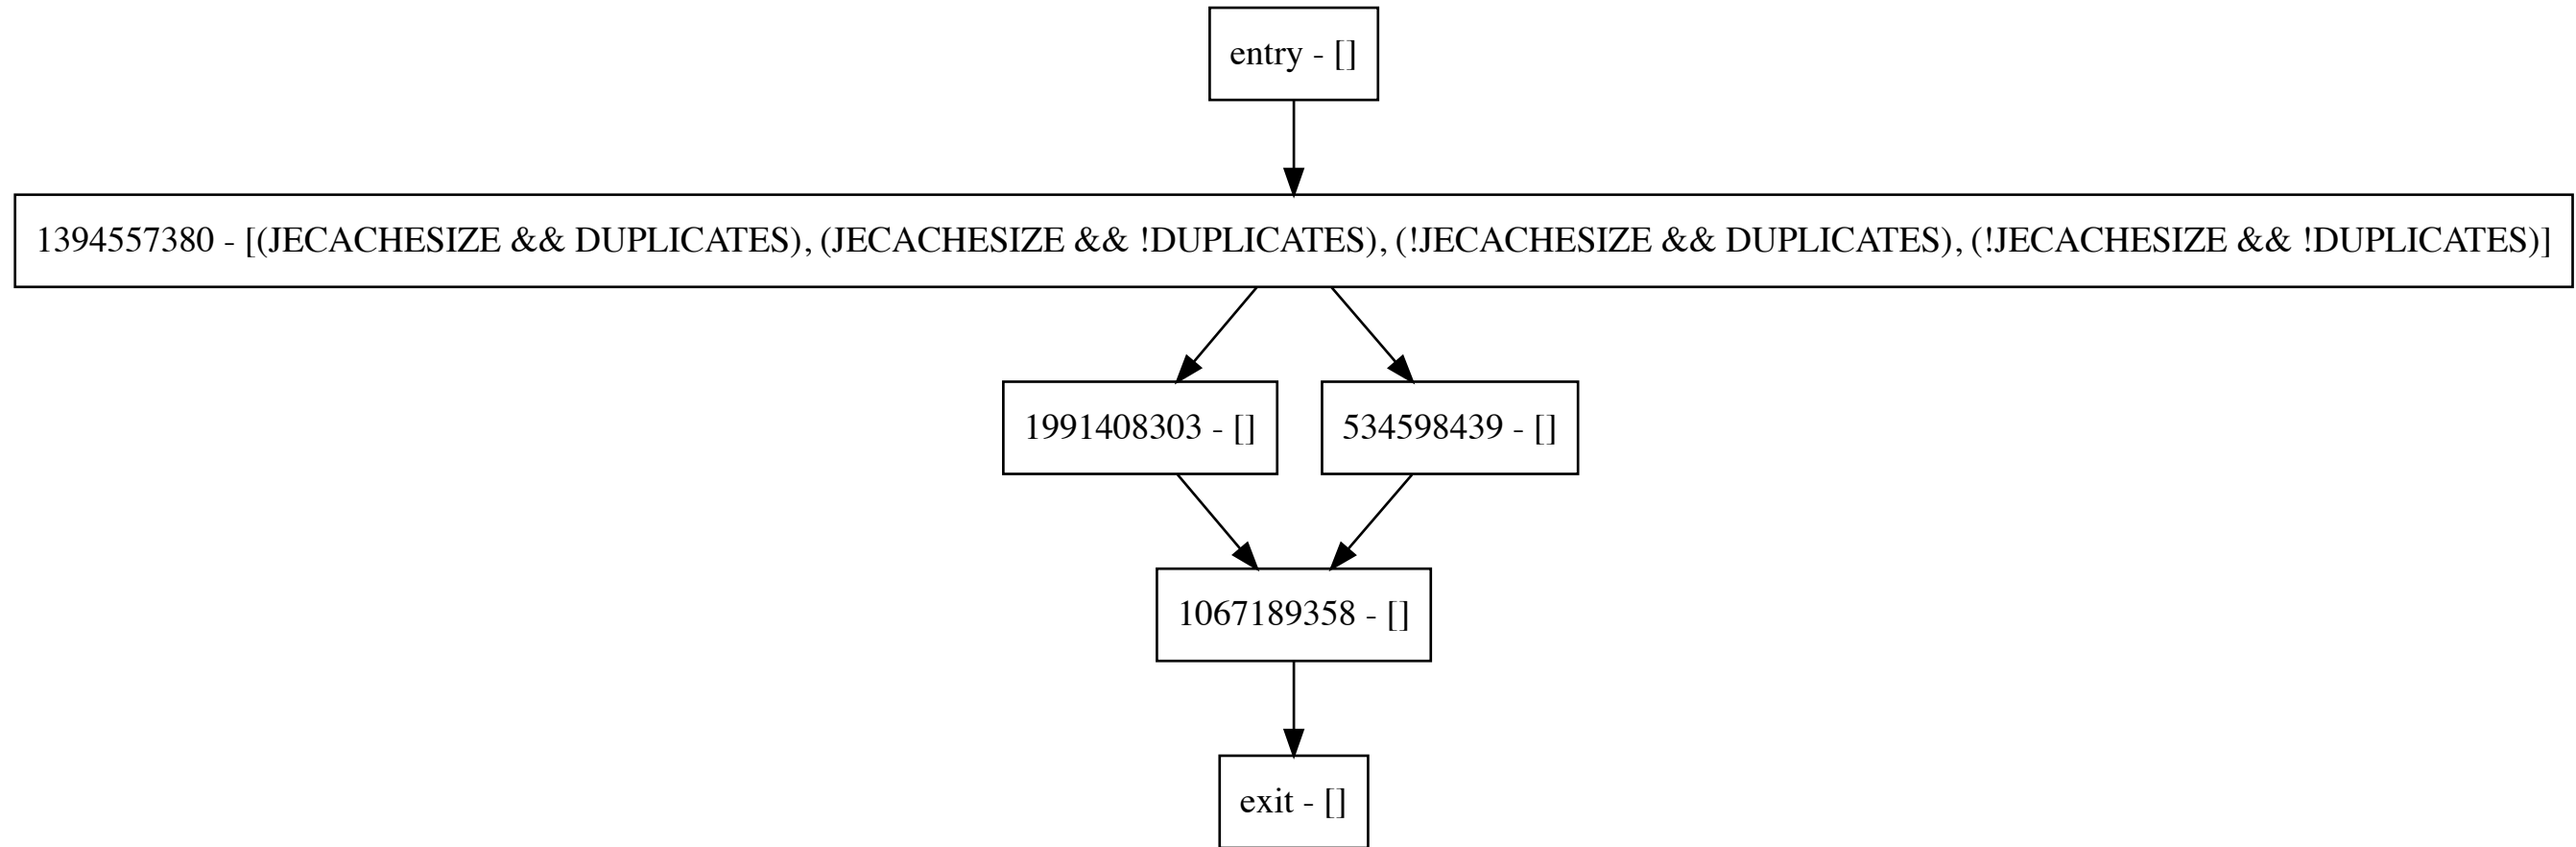 entry - []
1394557380 - [(JECACHESIZE && DUPLICATES), (JECACHESIZE && !DUPLICATES), (!JECACHESIZE && DUPLICATES), (!JECACHESIZE && !DUPLICATES)]
1991408303 - []
534598439 - []
1067189358 - []
exit - []